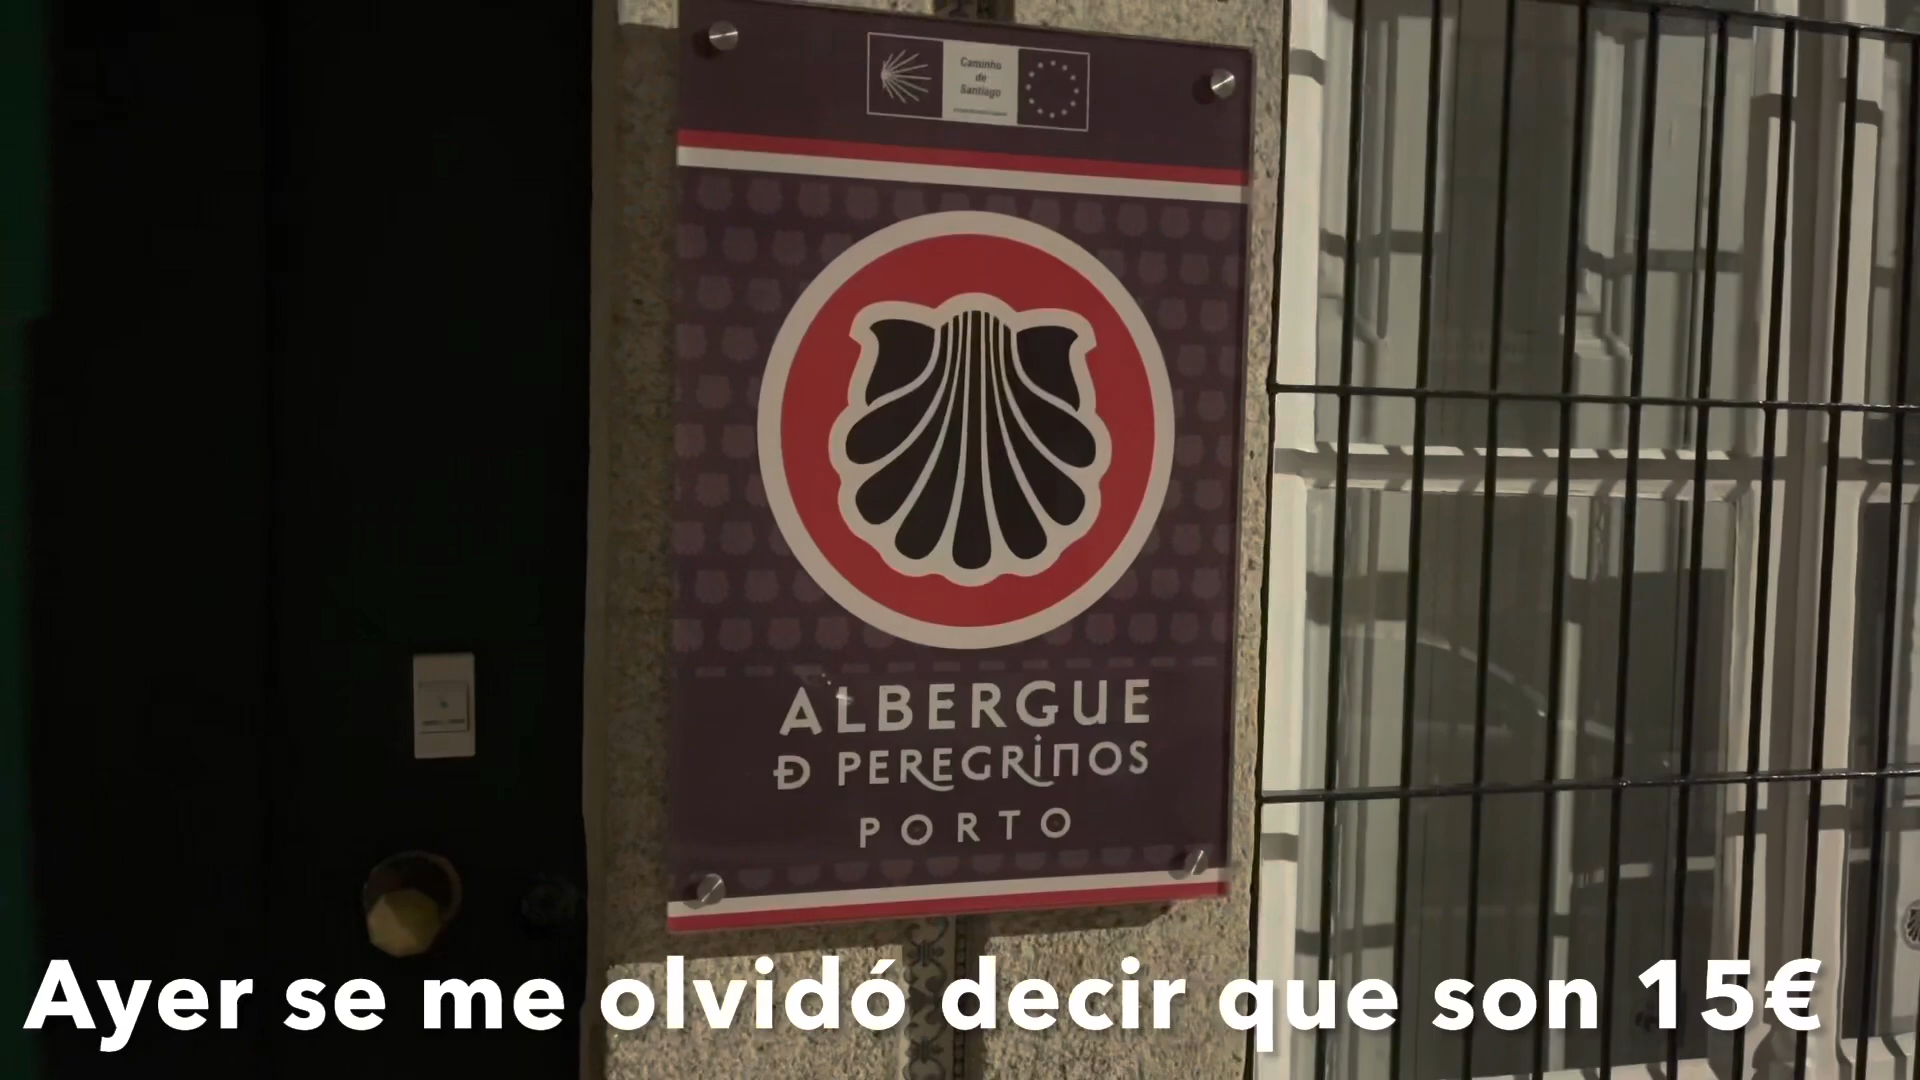 Caminho
de
Santiago
ALBERGUE
D PEREGRINOS
PORTO
Ayer se me olvidó decir que son 15€